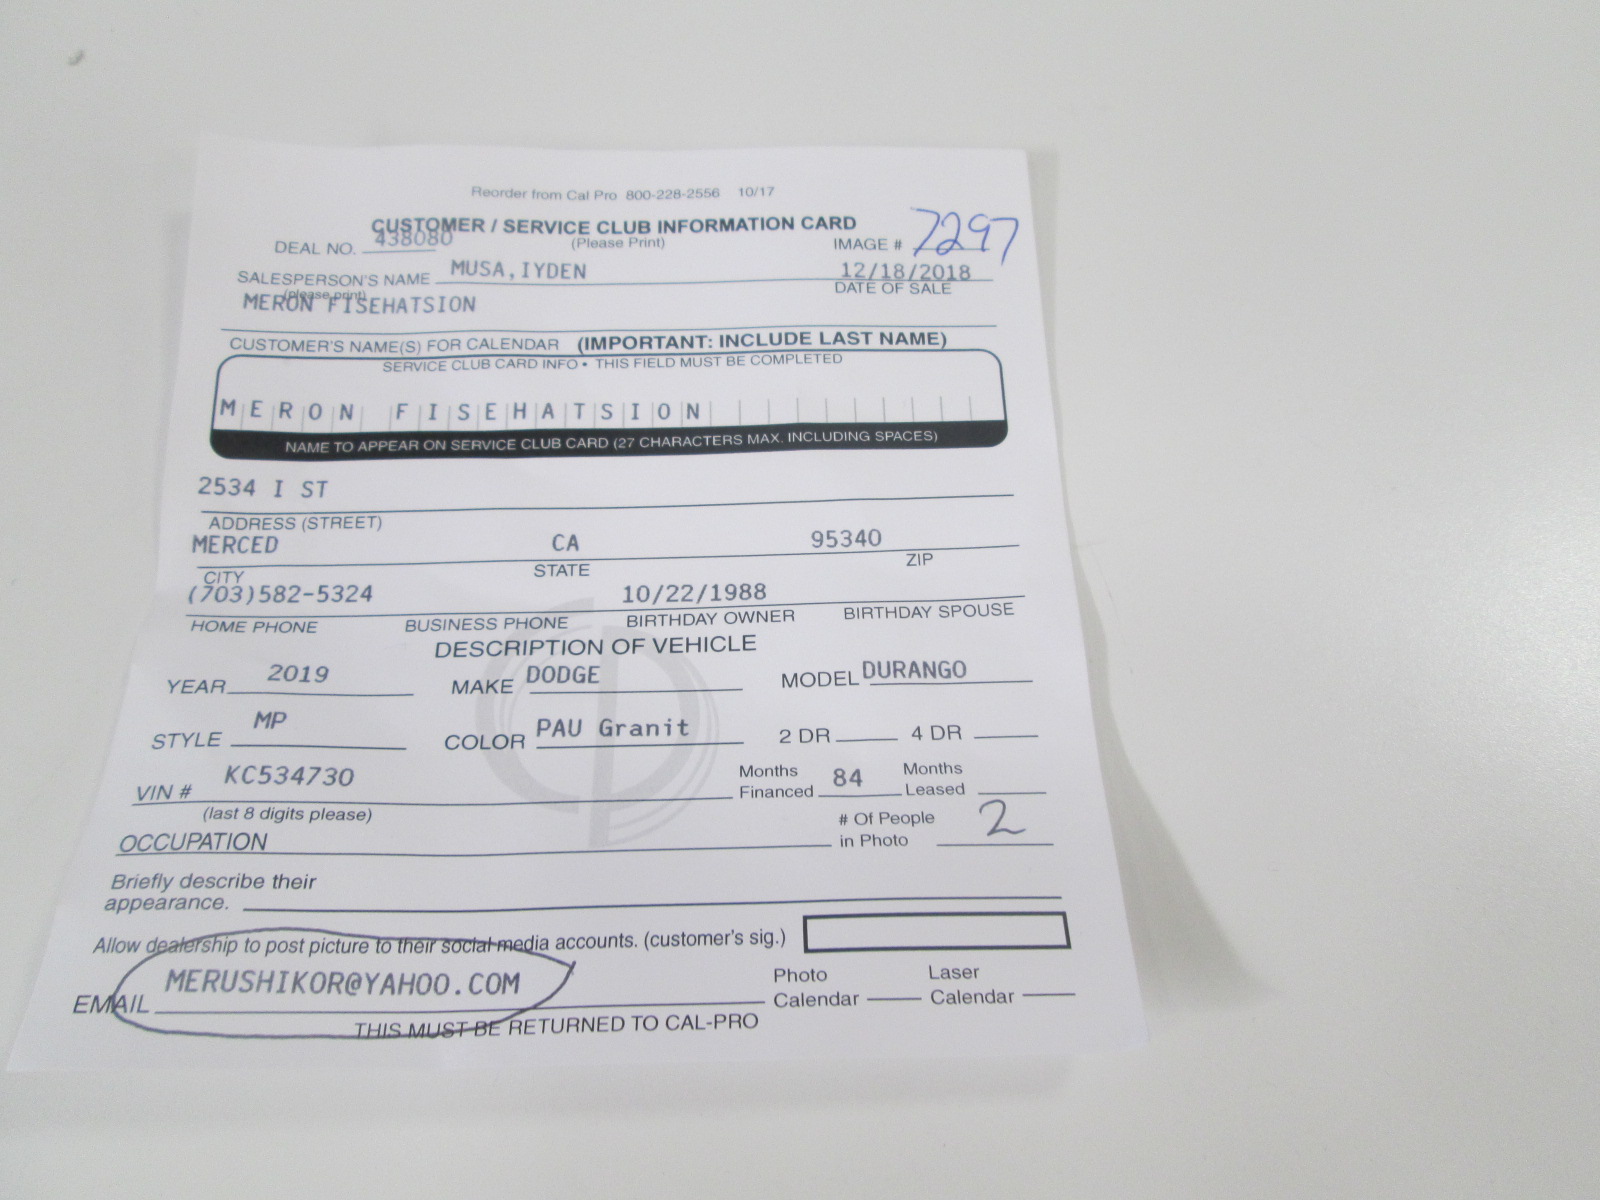 Reorder from Cal Pro 800-228-2556 10/17
CUSTOMER / SERVICE CLUB INFORMATION CARD
DEAL NO. 438080 (Please Print) IMAGE # 7297
SALESPERSON'S NAME MUSA,IYDEN 12/18/2018
(please print) DATE OF SALE
MERON FISEHATSION
CUSTOMER'S NAME(S) FOR CALENDAR (IMPORTANT: INCLUDE LAST NAME)
SERVICE CLUB CARD INFO • THIS FIELD MUST BE COMPLETED
MERON FISEHATSION
NAME TO APPEAR ON SERVICE CLUB CARD (27 CHARACTERS MAX. INCLUDING SPACES)
2534 I ST
ADDRESS (STREET)
MERCED CA 95340
CITY STATE ZIP
(703)582-5324 10/22/1988
HOME PHONE BUSINESS PHONE BIRTHDAY OWNER BIRTHDAY SPOUSE
DESCRIPTION OF VEHICLE
YEAR 2019 MAKE DODGE MODEL DURANGO
STYLE MP COLOR PAU Granit 2 DR 4 DR
VIN # KC534730 Months Financed 84 Months Leased
(last 8 digits please)
OCCUPATION # Of People in Photo 2
Briefly describe their
appearance.
Allow dealership to post picture to their social media accounts. (customer's sig.)
EMAIL MERUSHIKOR@YAHOO.COM Photo Calendar Laser Calendar
THIS MUST BE RETURNED TO CAL-PRO